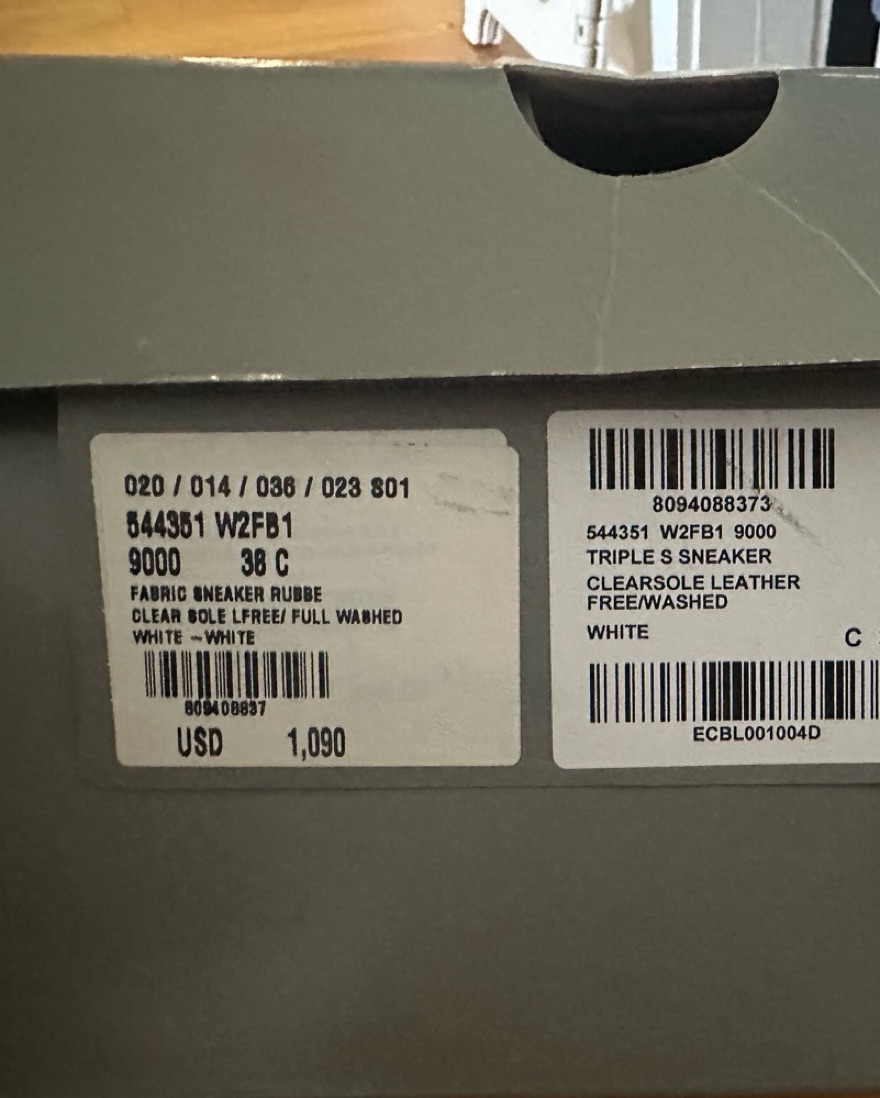 020 / 014 / 036 / 023 S01
544351 W2FB1
9000 38 C
FABRIC SNEAKER RUBBE
CLEAR SOLE LFREE/ FULL WASHED
WHITE -WHITE
809408837
USD 1,090
8094088373
544351 W2FB1 9000
TRIPLE S SNEAKER
CLEARSOLE LEATHER
FREE/WASHED
WHITE C
ECBL001004D